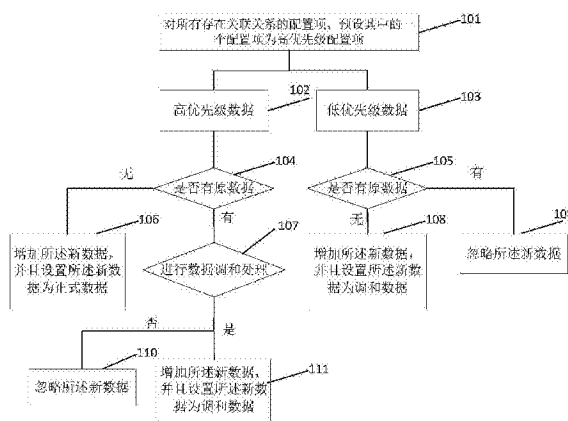 对所有存在关联关系的配置项，预设其中的一
个配置项为高优先级配置项
101
高优先级数据
102
低优先级数据
103
是否有原数据
104
是否有原数据
105
无
有
无
有
增加所述新数据，
并且设置所述新数
据为正式数据
106
进行数据调和处理
107
增加所述新数据，
并且设置所述新数
据为调和数据
108
忽略所述新数据
否
是
忽略所述新数据
110
增加所述新数据，
并且设置所述新数
据为调和数据
111